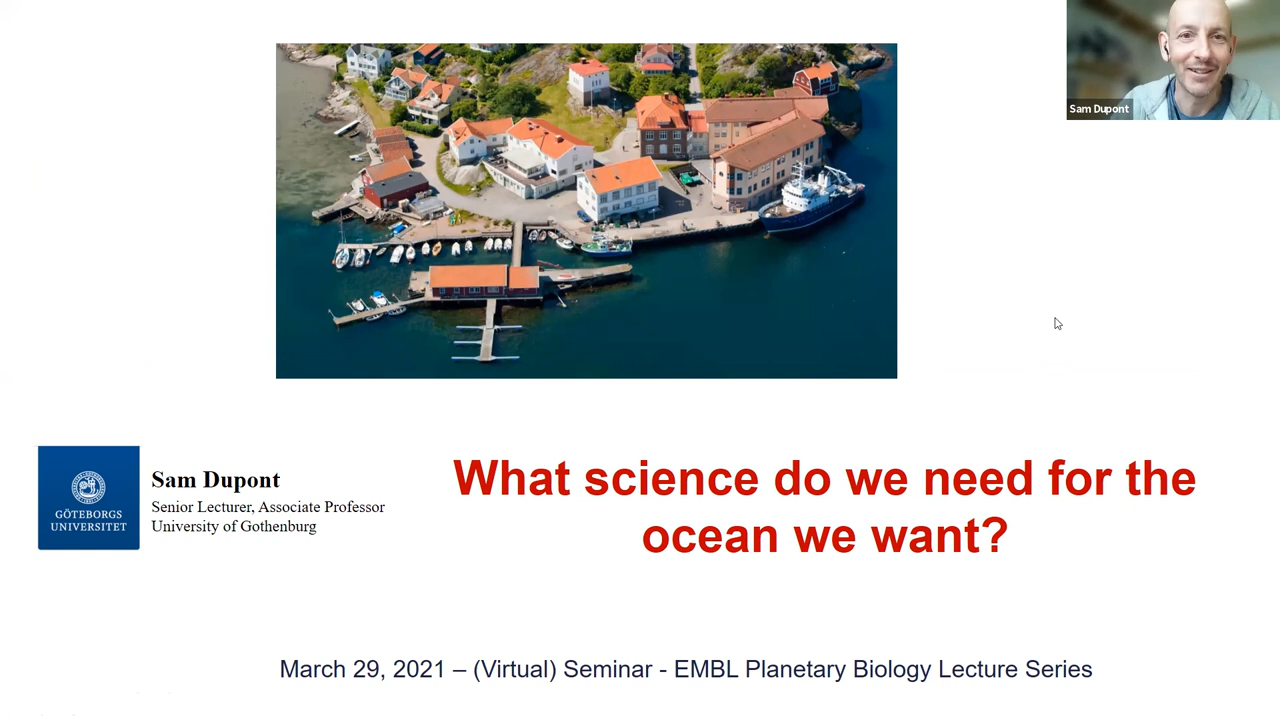 Sam Dupont
GÖTEBORGS
UNIVERSITET
Sam Dupont
Senior Lecturer, Associate Professor
University of Gothenburg
What science do we need for the
ocean we want?
March 29, 2021 – (Virtual) Seminar - EMBL Planetary Biology Lecture Series